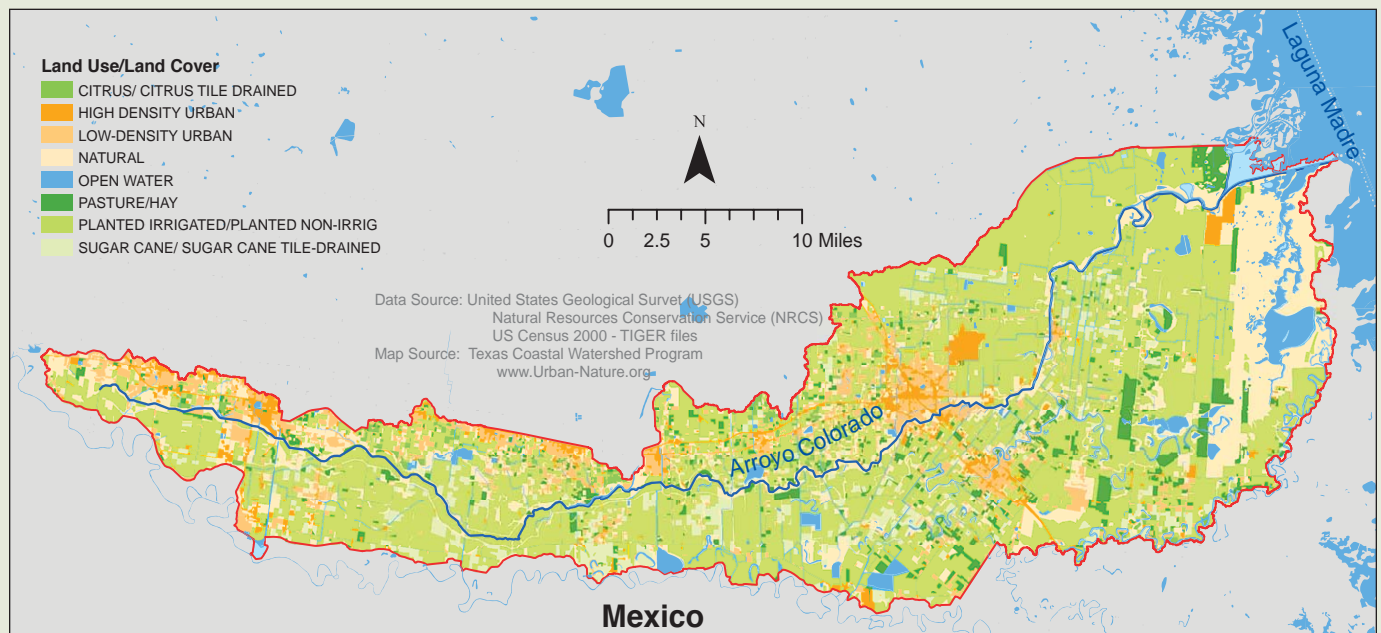 Land Use/Land Cover
CITRUS/ CITRUS TILE DRAINED
HIGH DENSITY URBAN
LOW-DENSITY URBAN
NATURAL
OPEN WATER
PASTURE/HAY
PLANTED IRRIGATED/PLANTED NON-IRRIG
SUGAR CANE/ SUGAR CANE TILE-DRAINED
N
0 2.5 5 10 Miles
Laguna Madre
Data Source: United States Geological Survet (USGS)
Natural Resources Conservation Service (NRCS)
US Census 2000 - TIGER files
Map Source: Texas Coastal Watershed Program
www.Urban-Nature.org
Arroyo Colorado
Mexico